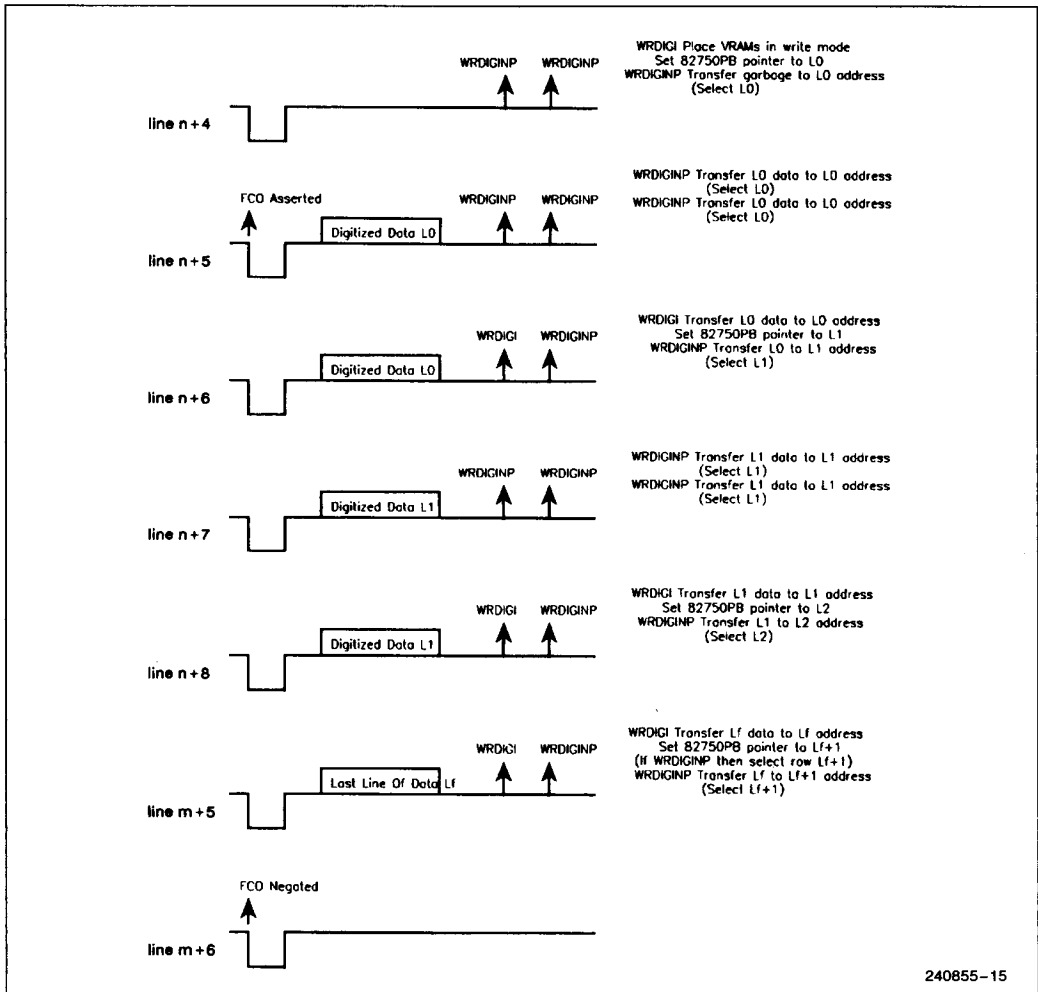 WRDIGINP WRDIGINP
WRDIGI Place VRAMs in write mode
Set 82750PB pointer to L0
WRDIGINP Transfer garbage to L0 address
(Select L0)
line n+4
FCO Asserted
WRDIGINP WRDIGINP
WRDIGINP Transfer L0 data to L0 address
(Select L0)
WRDIGINP Transfer L0 data to L0 address
(Select L0)
Digitized Data L0
line n+5
WRDIGI WRDIGINP
WRDIGI Transfer L0 data to L0 address
Set 82750PB pointer to L1
WRDIGINP Transfer L0 to L1 address
(Select L1)
Digitized Data L0
line n+6
WRDIGINP WRDIGINP
WRDIGINP Transfer L1 data to L1 address
(Select L1)
WRDIGINP Transfer L1 data to L1 address
(Select L1)
Digitized Data L1
line n+7
WRDIGI WRDIGINP
WRDIGI Transfer L1 data to L1 address
Set 82750PB pointer to L2
WRDIGINP Transfer L1 to L2 address
(Select L2)
Digitized Data L1
line n+8
WRDIGI WRDIGINP
WRDIGI Transfer Lf data to Lf address
Set 82750PB pointer to Lf+1
(If WRDIGINP then select row Lf+1)
WRDIGINP Transfer Lf to Lf+1 address
(Select Lf+1)
Last Line Of Data Lf
line m+5
FCO Negated
line m+6
240855-15